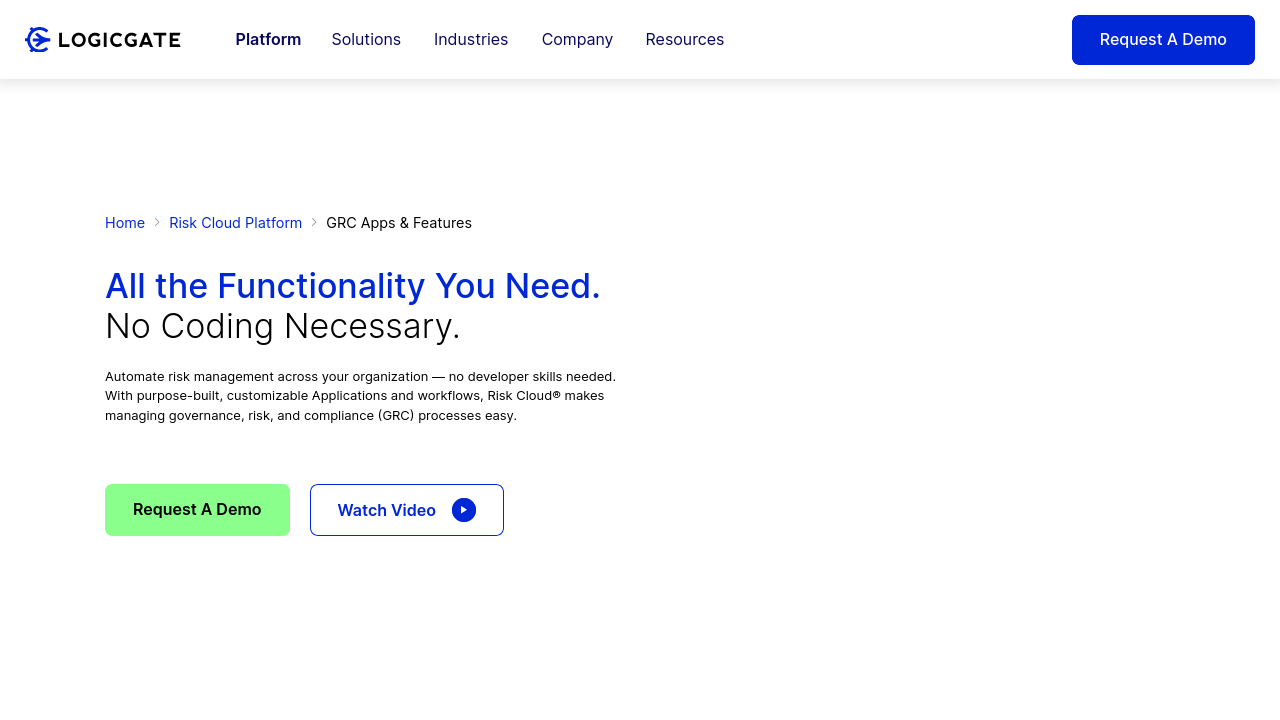 LOGICGATE
Platform
Solutions
Industries
Company
Resources
Request A Demo
Home
Risk Cloud Platform
GRC Apps & Features
All the Functionality You Need.
No Coding Necessary.
Automate risk management across your organization — no developer skills needed.
With purpose-built, customizable Applications and workflows, Risk Cloud® makes
managing governance, risk, and compliance (GRC) processes easy.
Request A Demo
Watch Video